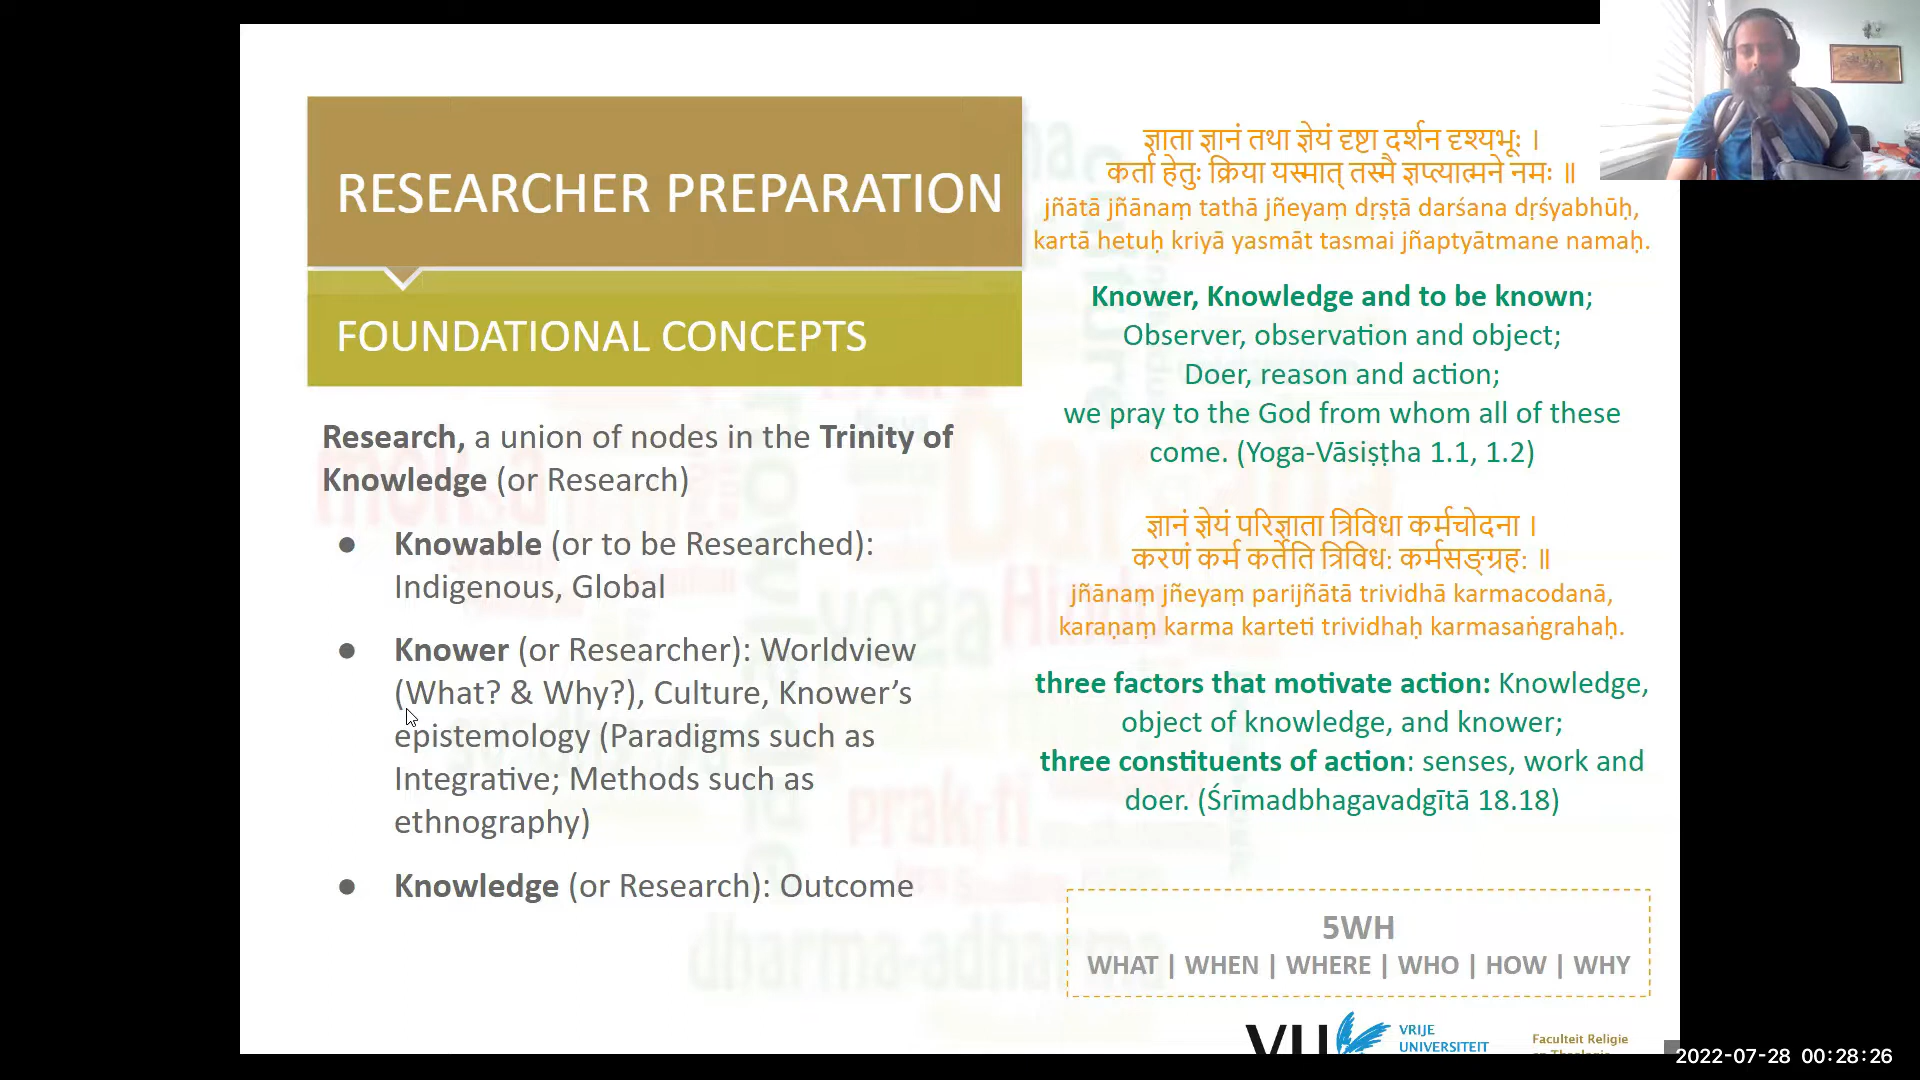 RESEARCHER PREPARATION
FOUNDATIONAL CONCEPTS
Research, a union of nodes in the Trinity of
Knowledge (or Research)
● Knowable (or to be Researched):
Indigenous, Global
● Knower (or Researcher): Worldview
(What? & Why?), Culture, Knower’s
epistemology (Paradigms such as
Integrative; Methods such as
ethnography)
● Knowledge (or Research): Outcome
ज्ञाता ज्ञानं तथा ज्ञेयं दृष्टा दर्शन दृश्यभूः ।
कर्ता हेतुः क्रिया यस्मात् तस्मै ज्ञप्त्यात्मने नमः ॥
jñātā jñānaṃ tathā jñeyaṃ dṛṣṭā darśana dṛśyabhūḥ,
kartā hetuḥ kriyā yasmāt tasmai jñaptyātmane namaḥ.
Knower, Knowledge and to be known;
Observer, observation and object;
Doer, reason and action;
we pray to the God from whom all of these
come. (Yoga-Vāsiṣṭha 1.1, 1.2)
ज्ञानं ज्ञेयं परिज्ञाता त्रिविधा कर्मचोदना ।
करणं कर्म कर्तेति त्रिविधः कर्मसङ्ग्रहः ॥
jñānaṃ jñeyaṃ parijñātā trividhā karmacodanā,
karaṇaṃ karma karteti trividhaḥ karmasaṅgrahaḥ.
three factors that motivate action: Knowledge,
object of knowledge, and knower;
three constituents of action: senses, work and
doer. (Śrīmadbhagavadgītā 18.18)
5WH
WHAT | WHEN | WHERE | WHO | HOW | WHY
VU
VRIJE
UNIVERSITEIT
Faculteit Religie
2022-07-28 00:28:26
moksa
Darsana
yoga
Hindu
prakrti
dharma-adharma